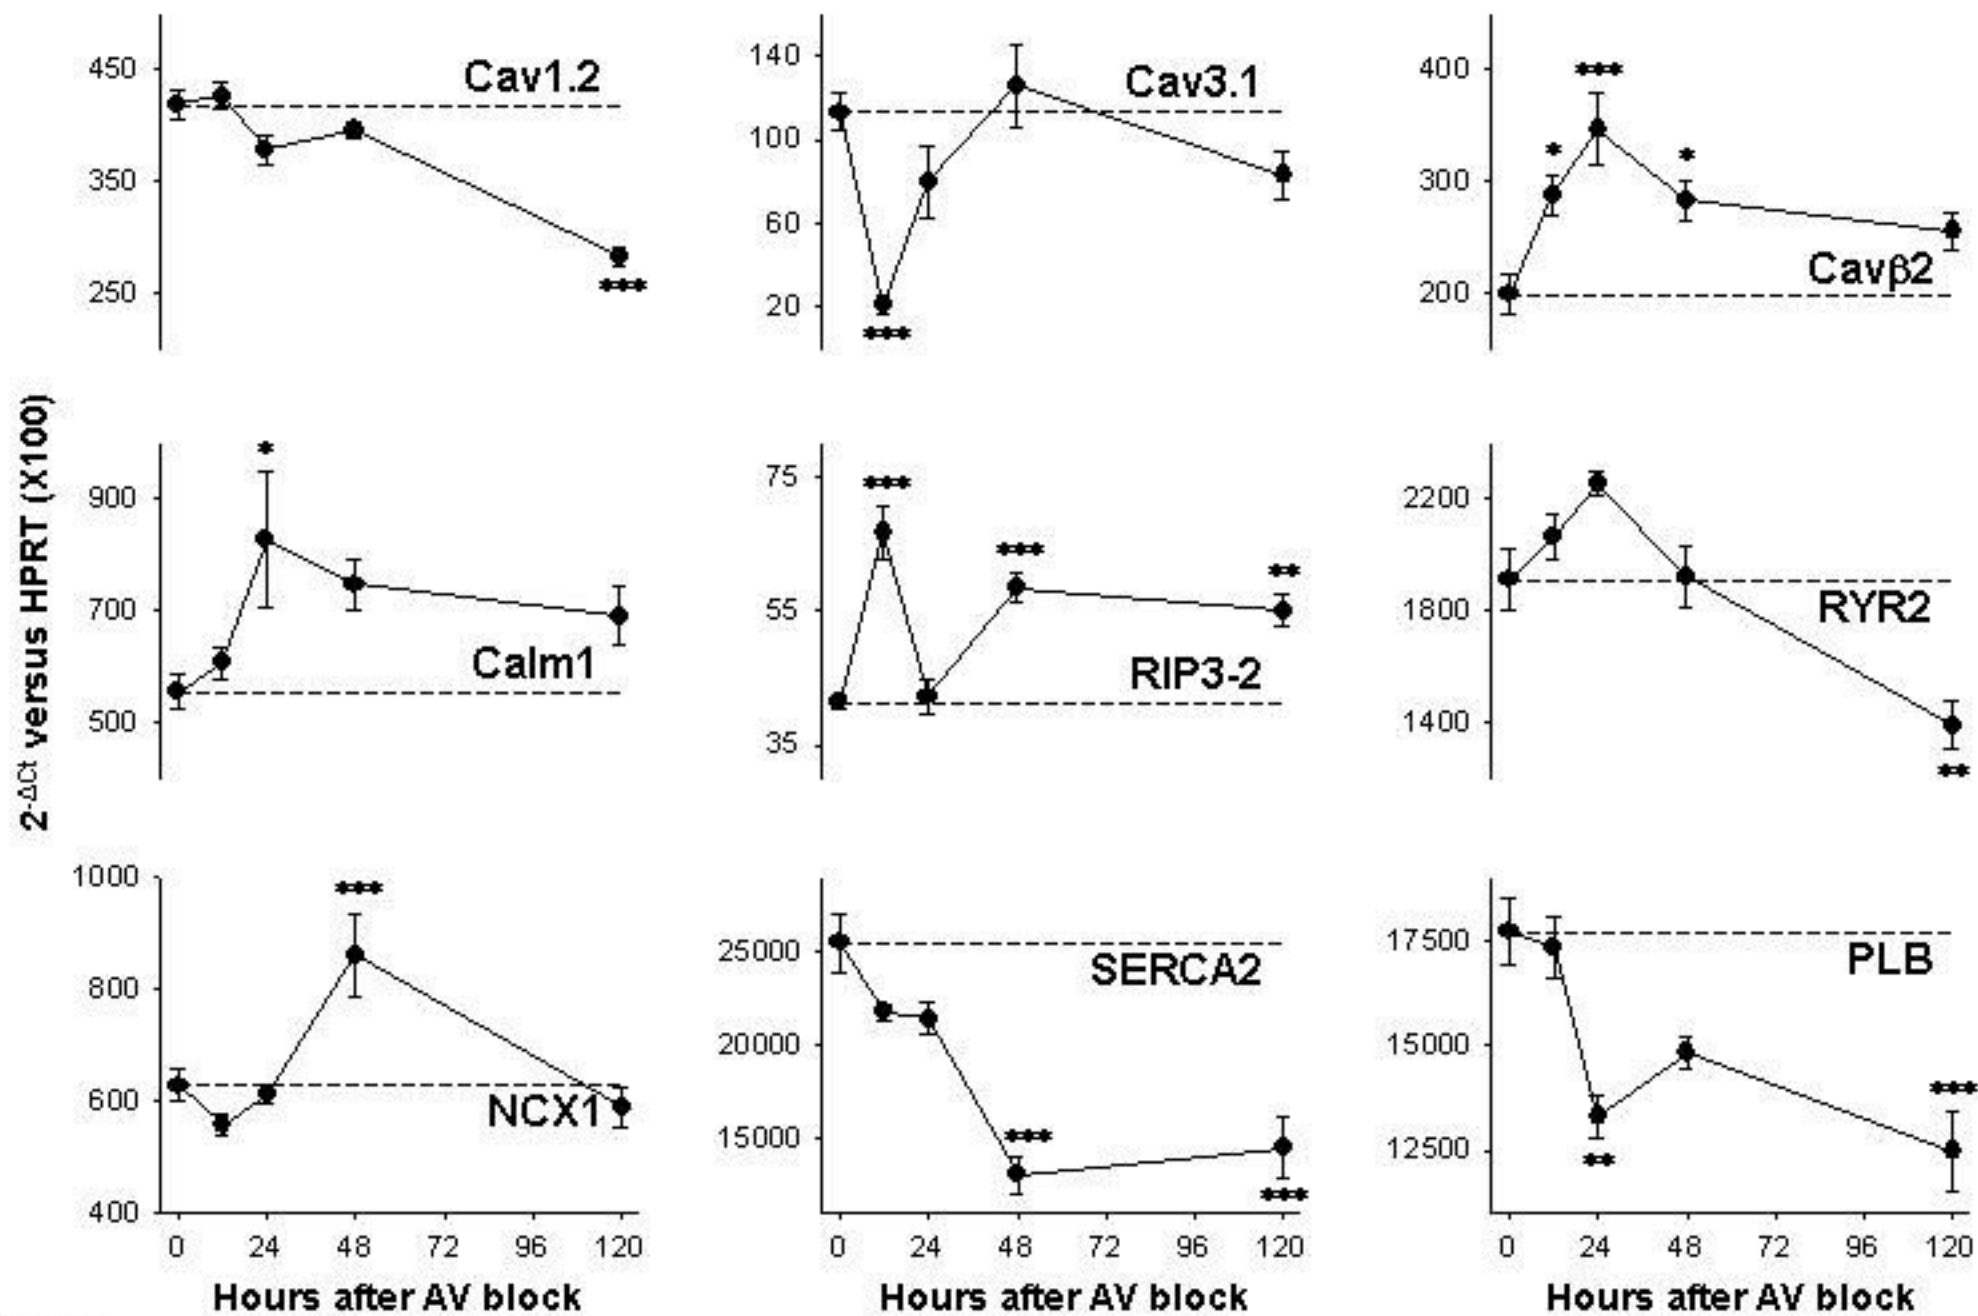 Cav1.2
450
350
250
***
Cav3.1
140
100
60
20
***
Cavβ2
400
300
200
*
***
*
2-ΔCt versus HPRT (X100)
Calm1
900
700
500
*
RIP3-2
75
55
35
***
***
**
RYR2
2200
1800
1400
**
NCX1
1000
800
600
400
***
0 24 48 72 96 120
Hours after AV block
SERCA2
25000
20000
15000
***
***
0 24 48 72 96 120
Hours after AV block
PLB
17500
15000
12500
**
***
0 24 48 72 96 120
Hours after AV block